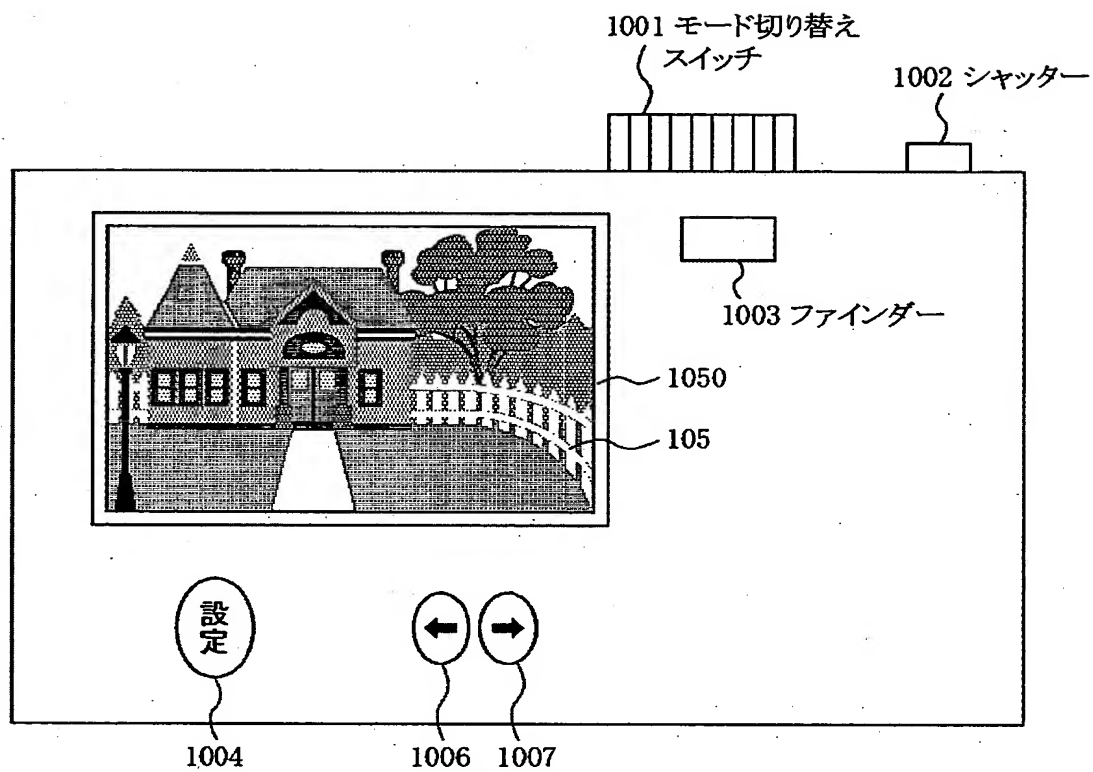 1001 モード切り替え
スイッチ
1002 シャッター
1003 ファインダー
1050
105
設
定
← →
1004
1006 1007